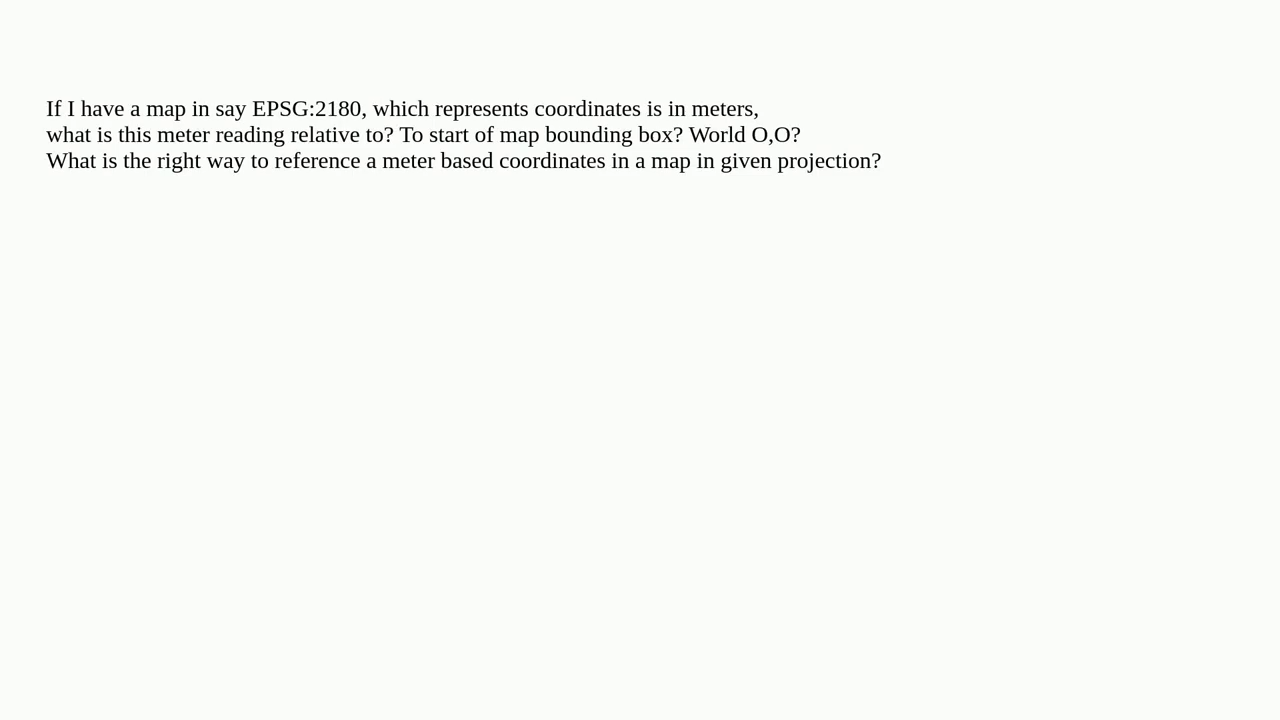 If I have a map in say EPSG:2180, which represents coordinates is in meters,
what is this meter reading relative to? To start of map bounding box? World O,O?
What is the right way to reference a meter based coordinates in a map in given projection?